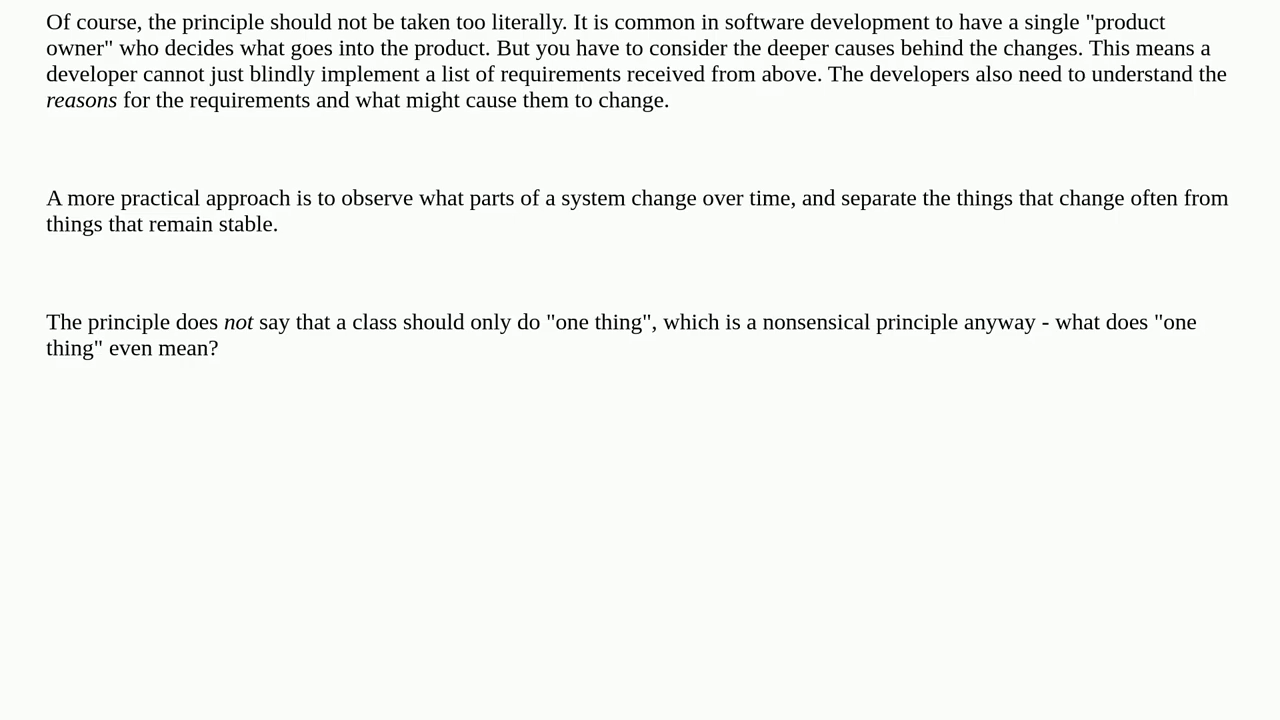 Of course, the principle should not be taken too literally. It is common in software development to have a single "product
owner" who decides what goes into the product. But you have to consider the deeper causes behind the changes. This means a
developer cannot just blindly implement a list of requirements received from above. The developers also need to understand the
reasons for the requirements and what might cause them to change.
A more practical approach is to observe what parts of a system change over time, and separate the things that change often from
things that remain stable.
The principle does not say that a class should only do "one thing", which is a nonsensical principle anyway - what does "one
thing" even mean?